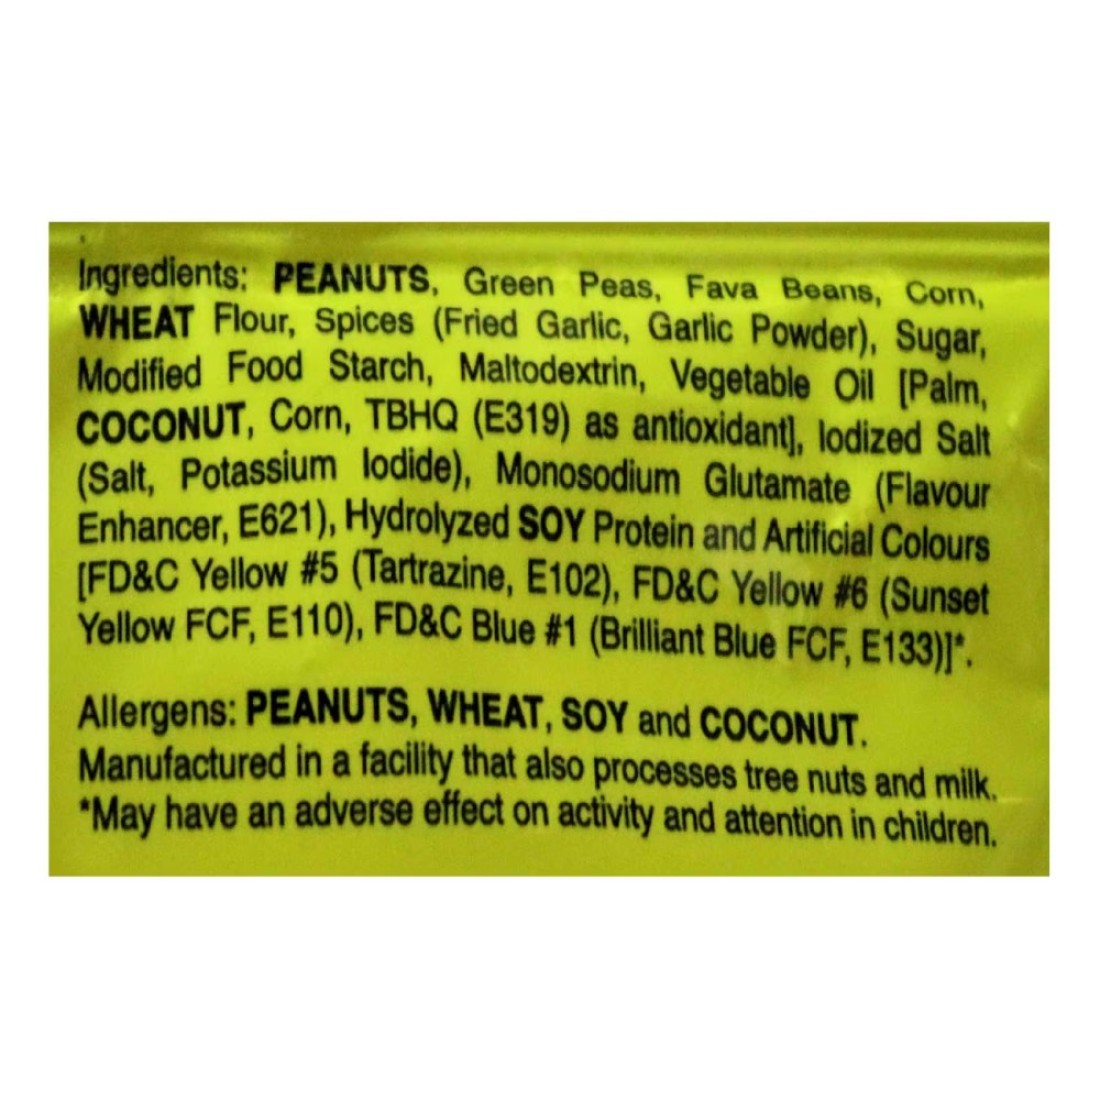 Ingredients: PEANUTS, Green Peas, Fava Beans, Corn,
WHEAT Flour, Spices (Fried Garlic, Garlic Powder), Sugar,
Modified Food Starch, Maltodextrin, Vegetable Oil [Palm,
COCONUT, Corn, TBHQ (E319) as antioxidant], Iodized Salt
(Salt, Potassium Iodide), Monosodium Glutamate (Flavour
Enhancer, E621), Hydrolyzed SOY Protein and Artificial Colours
[FD&C Yellow #5 (Tartrazine, E102), FD&C Yellow #6 (Sunset
Yellow FCF, E110), FD&C Blue #1 (Brilliant Blue FCF, E133)]*.
Allergens: PEANUTS, WHEAT, SOY and COCONUT.
Manufactured in a facility that also processes tree nuts and milk.
*May have an adverse effect on activity and attention in children.